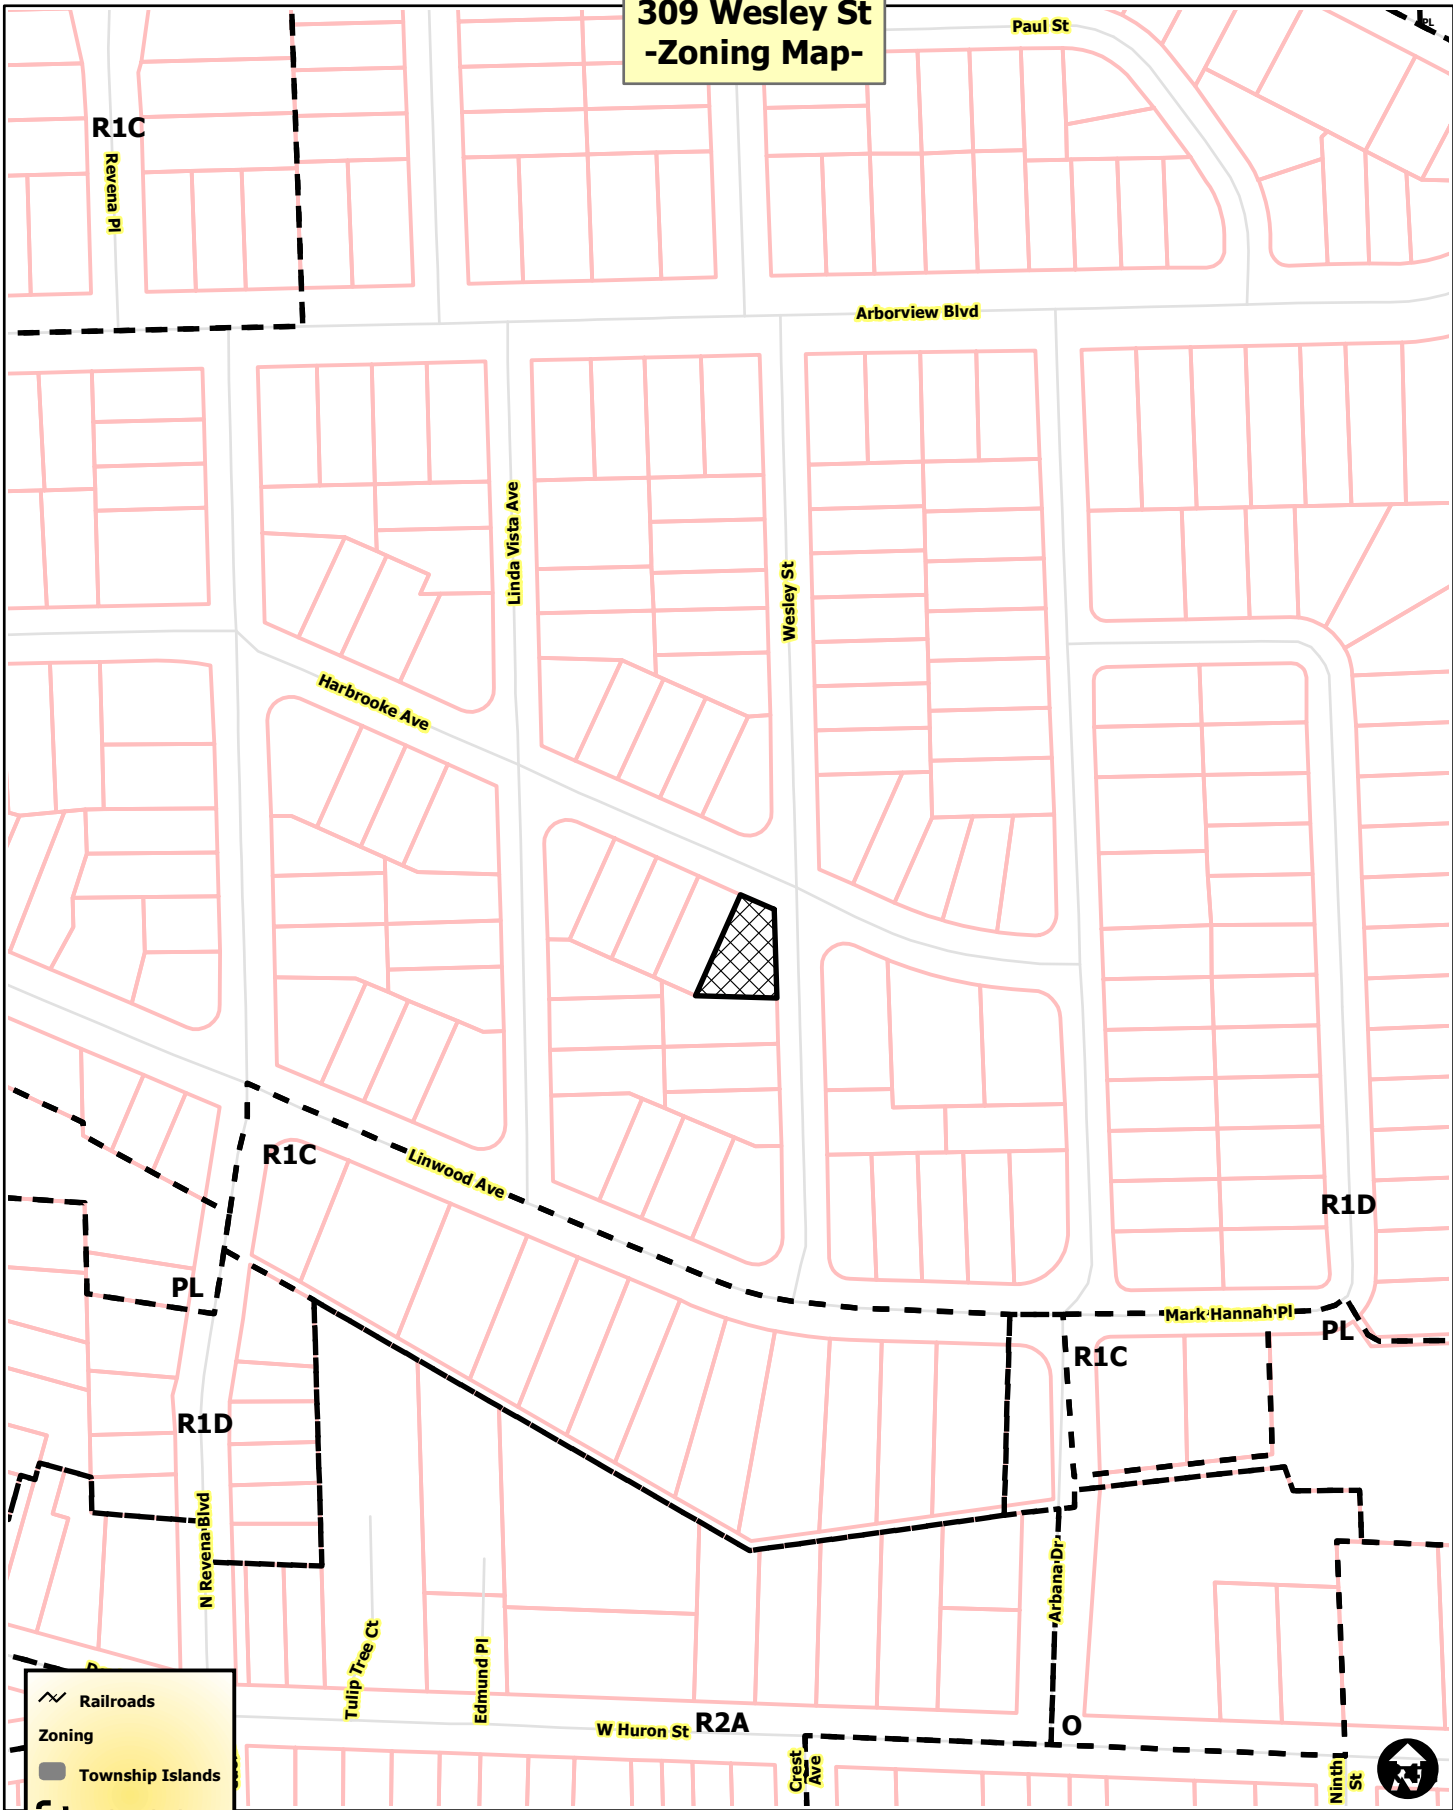 309 Wesley St
-Zoning Map-
Paul St
PL
R1C
Revena Pl
Arborview Blvd
Linda Vista Ave
Wesley St
Harbrooke Ave
R1C
Linwood Ave
R1D
PL
Mark Hannah Pl
PL
R1C
R1D
N Revena Blvd
Arbana Dr
Tulip Tree Ct
Edmund Pl
W Huron St
R2A
O
Crest
Ave
Ninth
St
Railroads
Zoning
Township Islands